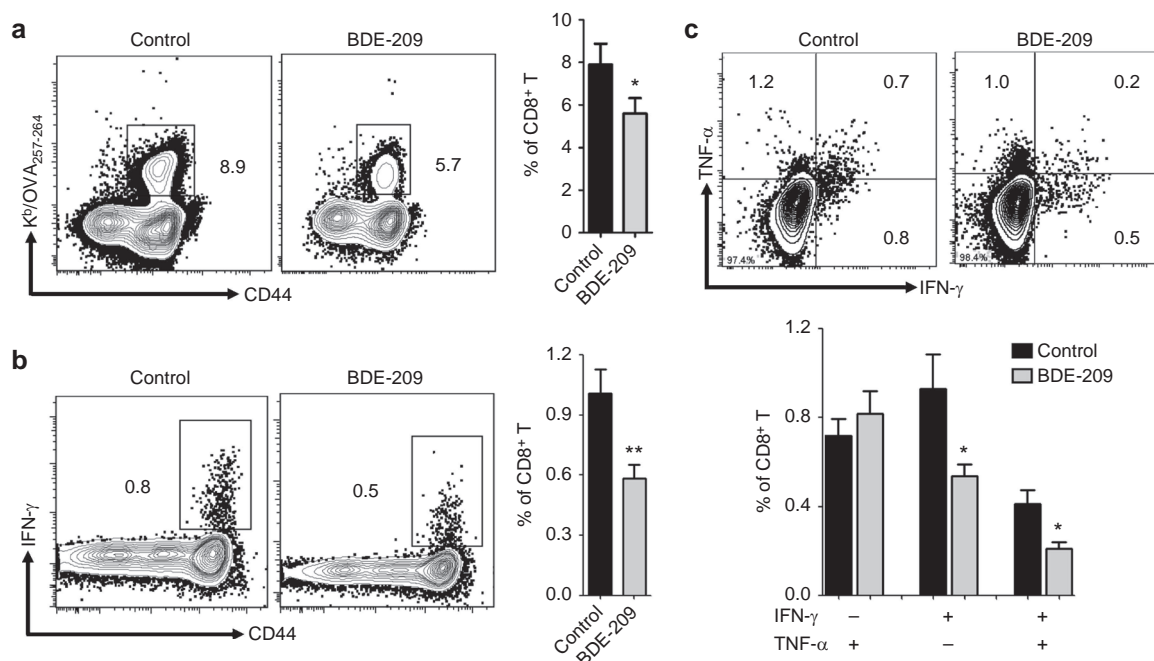 a
Control
BDE-209
K^b/OVA_257-264
8.9
5.7
CD44
% of CD8+ T
10
8
6
4
2
0
*
Control
BDE-209
b
Control
BDE-209
IFN-γ
0.8
0.5
CD44
% of CD8+ T
1.2
0.9
0.6
0.3
0.0
**
Control
BDE-209
c
Control
BDE-209
TNF-α
1.2
0.7
0.8
97.4%
1.0
0.2
0.5
98.4%
IFN-γ
% of CD8+ T
1.2
0.8
0.4
0.0
Control
BDE-209
*
*
IFN-γ – + +
TNF-α + – +